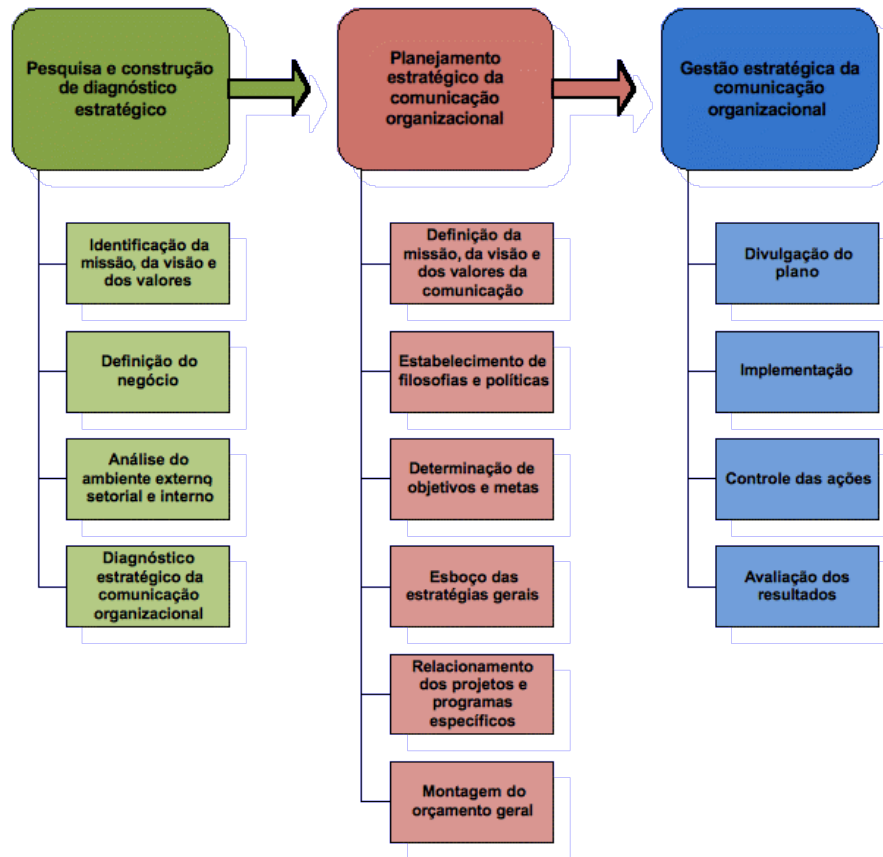 Pesquisa e construção
de diagnóstico
estratégico
Planejamento
estratégico da
comunicação
organizacional
Gestão estratégica da
comunicação
organizacional
Identificação da
missão, da visão e
dos valores
Definição do
negócio
Análise do
ambiente externo,
setorial e interno
Diagnóstico
estratégico da
comunicação
organizacional
Definição da
missão, da visão e
dos valores da
comunicação
Estabelecimento de
filosofias e políticas
Determinação de
objetivos e metas
Esboço das
estratégias gerais
Relacionamento
dos projetos e
programas
específicos
Montagem do
orçamento geral
Divulgação do
plano
Implementação
Controle das ações
Avaliação dos
resultados